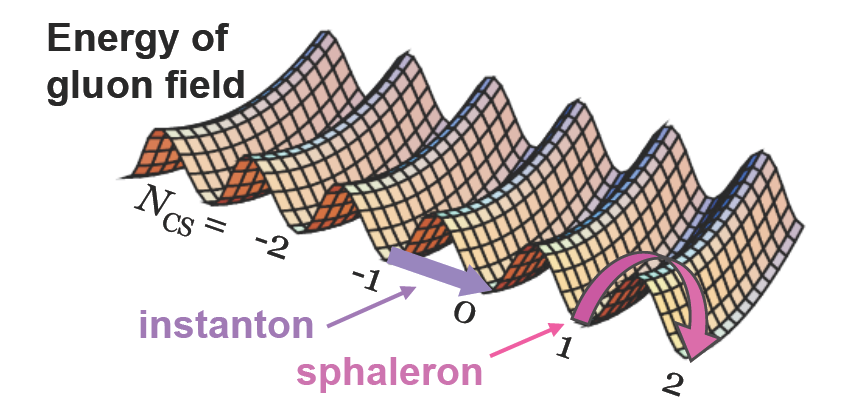 Energy of
gluon field
N_CS = -2
-1
0
1
2
instanton
sphaleron